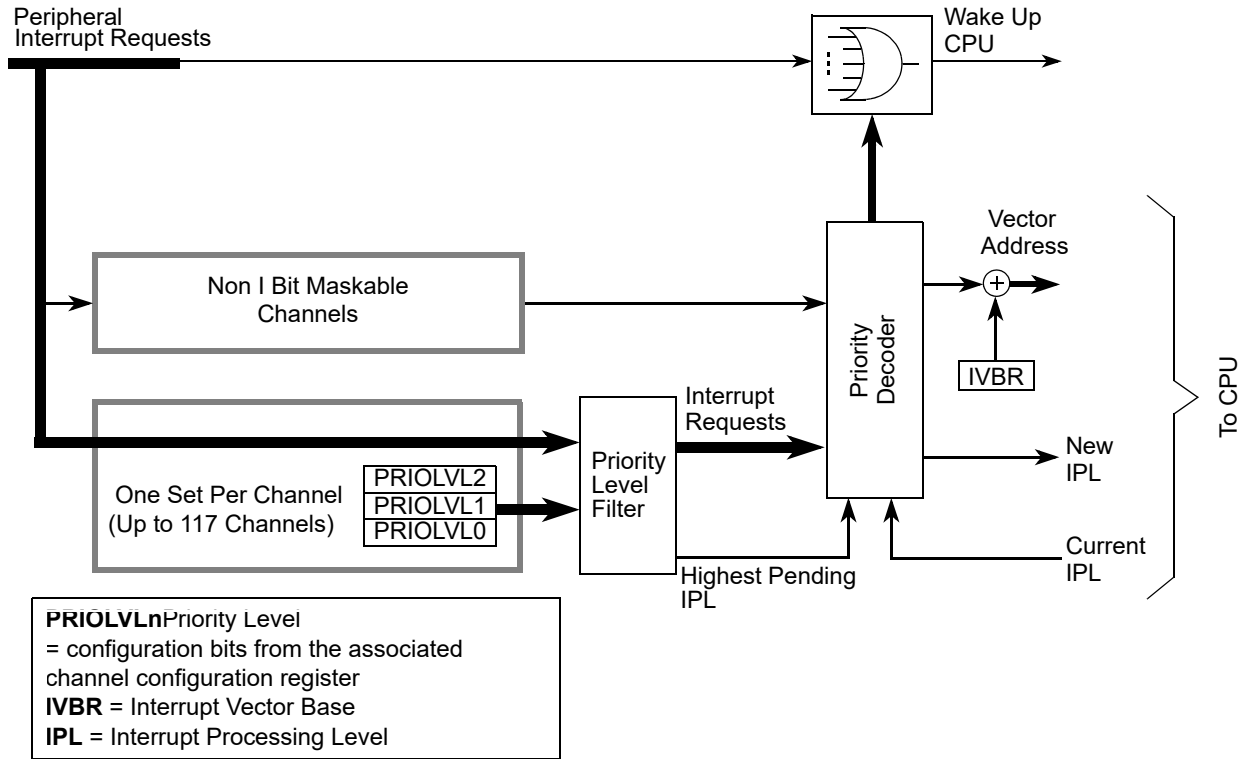 Peripheral
Interrupt Requests
Wake Up
CPU
Vector
Address
Non I Bit Maskable
Channels
Priority
Decoder
IVBR
To CPU
Interrupt
Requests
New
IPL
Priority
Level
Filter
PRIOLVL2
One Set Per Channel
PRIOLVL1
(Up to 117 Channels)
PRIOLVL0
Current
IPL
Highest Pending
IPL
PRIOLVLnPriority Level
= configuration bits from the associated
channel configuration register
IVBR = Interrupt Vector Base
IPL = Interrupt Processing Level